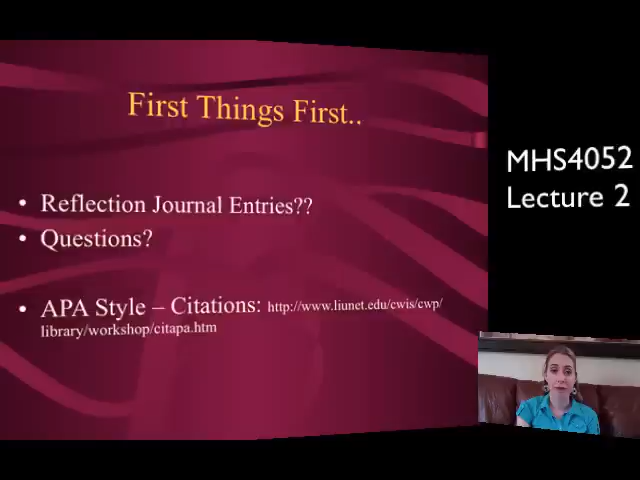 First Things First..
• Reflection Journal Entries??
• Questions?
• APA Style – Citations: http://www.liunet.edu/cwis/cwp/
library/workshop/citapa.htm
MHS4052
Lecture 2